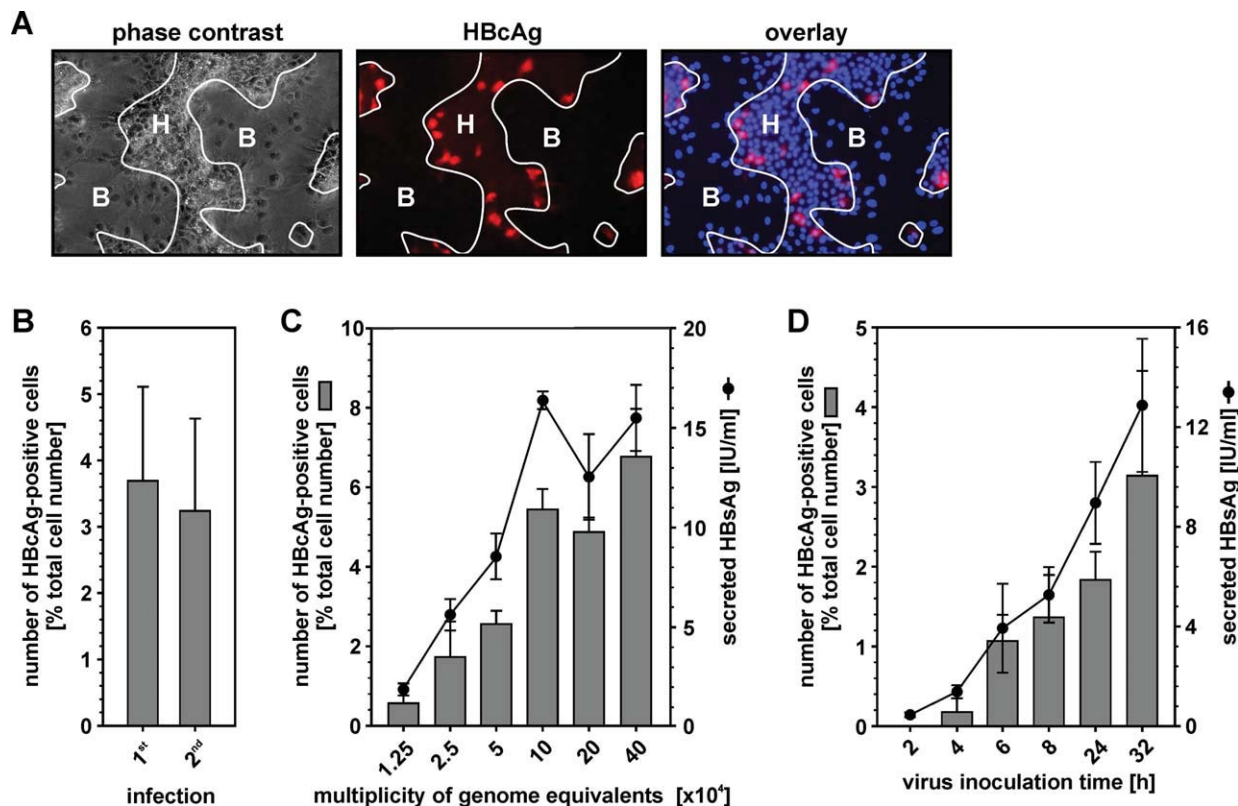 A
phase contrast
HBcAg
overlay
H
B
B
H
B
B
H
B
B
B
number of HBcAg-positive cells
[% total cell number]
6
5
4
3
2
1
0
1st
2nd
infection
C
number of HBcAg-positive cells
[% total cell number]
10
8
6
4
2
0
20
15
10
5
0
secreted HBsAg [IU/ml]
1.25
2.5
5
10
20
40
multiplicity of genome equivalents [x10⁴]
D
number of HBcAg-positive cells
[% total cell number]
5
4
3
2
1
0
16
12
8
4
0
secreted HBsAg [IU/ml]
2
4
6
8
24
32
virus inoculation time [h]